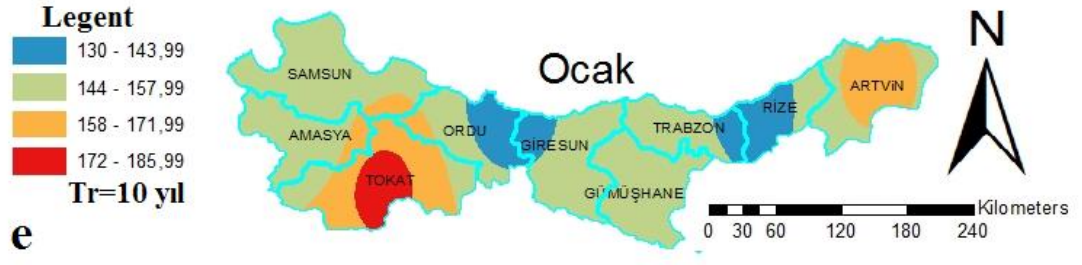 Legent
130 - 143,99
144 - 157,99
158 - 171,99
172 - 185,99
Tr=10 yıl
e
Ocak
N
SAMSUN
AMASYA
TOKAT
ORDU
GİRESUN
GÜMÜŞHANE
TRABZON
RİZE
ARTVİN
Kilometers
0 30 60 120 180 240